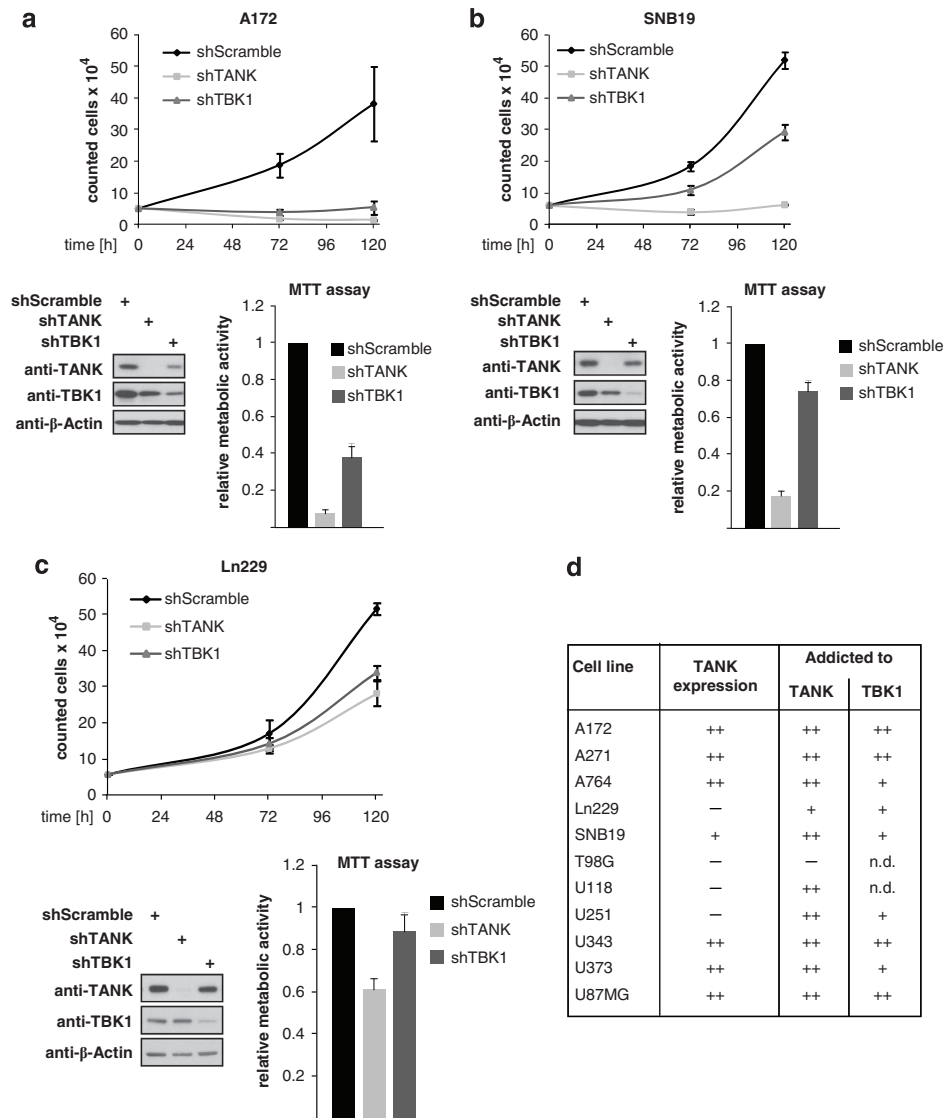 a
A172
60
50
40
30
20
10
0
counted cells x 10⁴
shScramble
shTANK
shTBK1
time [h] 0 24 48 72 96 120
shScramble +
shTANK +
shTBK1 +
anti-TANK
anti-TBK1
anti-β-Actin
MTT assay
1.2
1
0.8
0.6
0.4
0.2
relative metabolic activity
shScramble
shTANK
shTBK1
b
SNB19
60
50
40
30
20
10
0
counted cells x 10⁴
shScramble
shTANK
shTBK1
time [h] 0 24 48 72 96 120
shScramble +
shTANK +
shTBK1 +
anti-TANK
anti-TBK1
anti-β-Actin
MTT assay
1.2
1
0.8
0.6
0.4
0.2
relative metabolic activity
shScramble
shTANK
shTBK1
c
Ln229
60
50
40
30
20
10
0
counted cells x 10⁴
shScramble
shTANK
shTBK1
time [h] 0 24 48 72 96 120
shScramble +
shTANK +
shTBK1 +
anti-TANK
anti-TBK1
anti-β-Actin
MTT assay
1.2
1
0.8
0.6
0.4
0.2
relative metabolic activity
shScramble
shTANK
shTBK1
d
Cell line TANK expression Addicted to
TANK TBK1
A172 ++ ++ ++
A271 ++ ++ ++
A764 ++ ++ +
Ln229 – + +
SNB19 + ++ +
T98G – – n.d.
U118 – ++ n.d.
U251 – ++ +
U343 ++ ++ ++
U373 ++ ++ +
U87MG ++ ++ ++